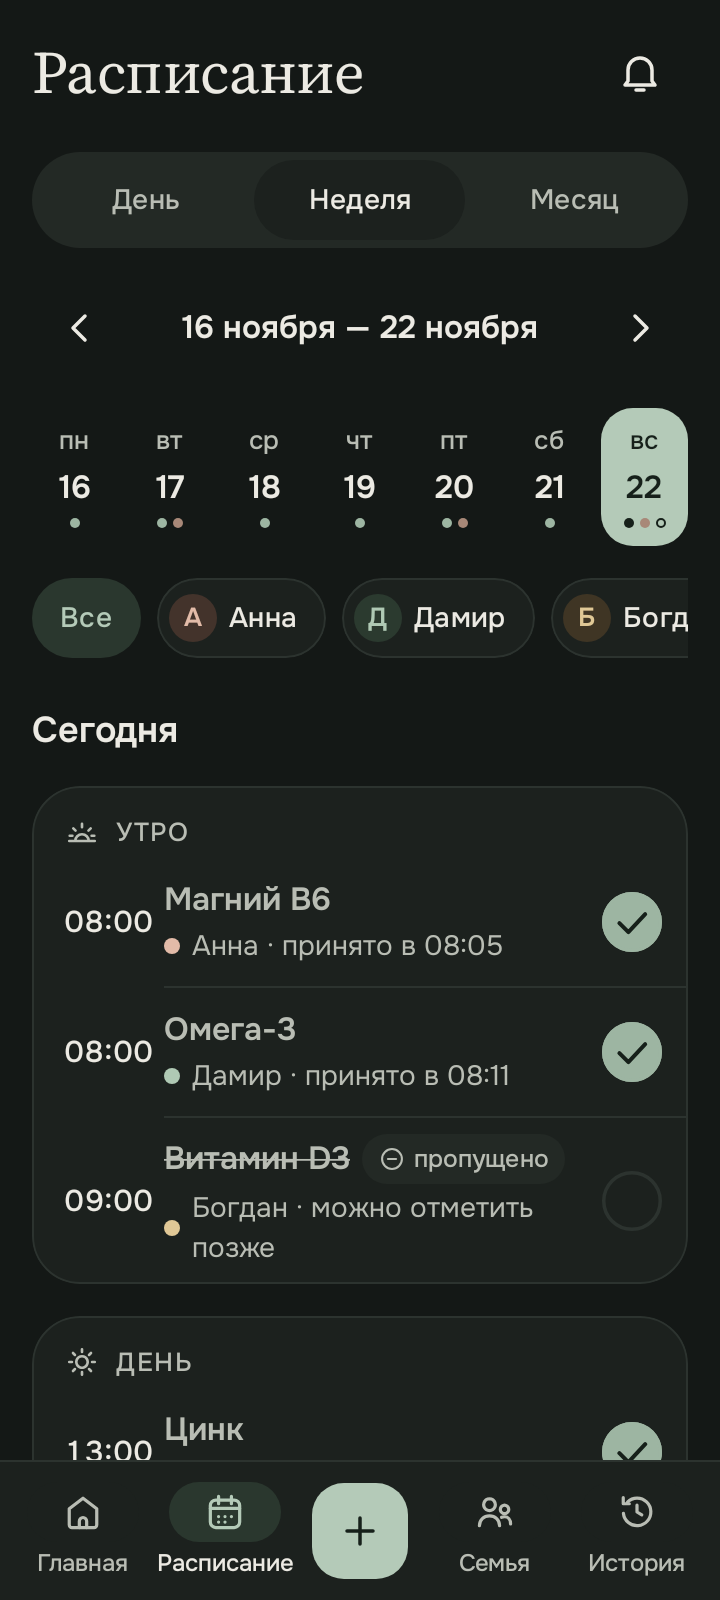 Расписание
День Неделя Месяц
16 ноября — 22 ноября
пн вт ср чт пт сб вс
16 17 18 19 20 21 22
Все А Анна Д Дамир Б Богд
Сегодня
УТРО
Магний B6
08:00
Анна · принято в 08:05
Омега-3
08:00
Дамир · принято в 08:11
Витамин D3 пропущено
09:00
Богдан · можно отметить
позже
ДЕНЬ
Цинк
13:00
Главная Расписание Семья История